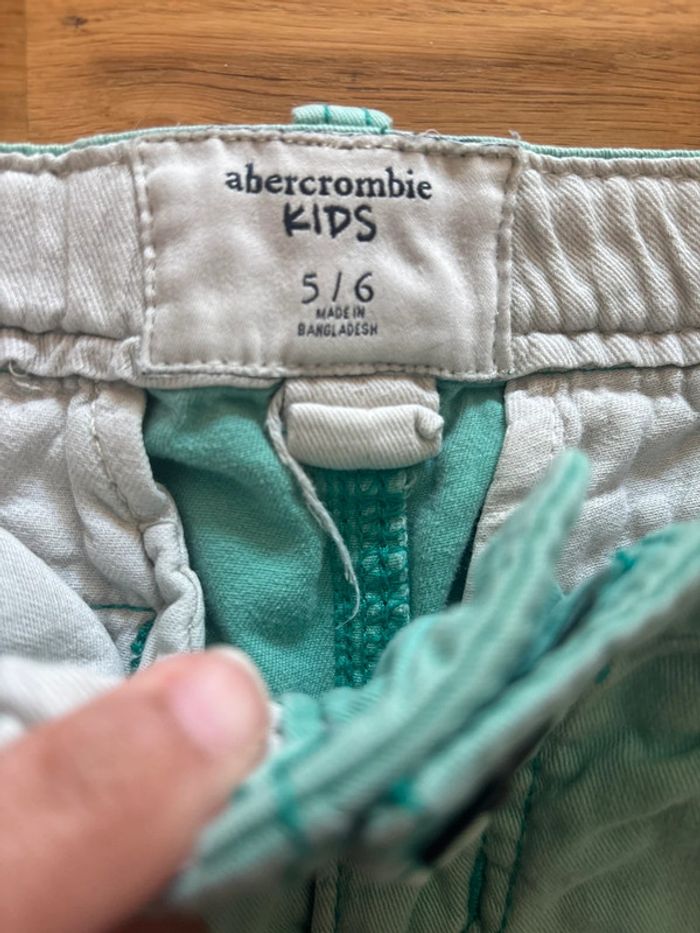 abercrombie
KIDS
5 / 6
MADE IN
BANGLADESH